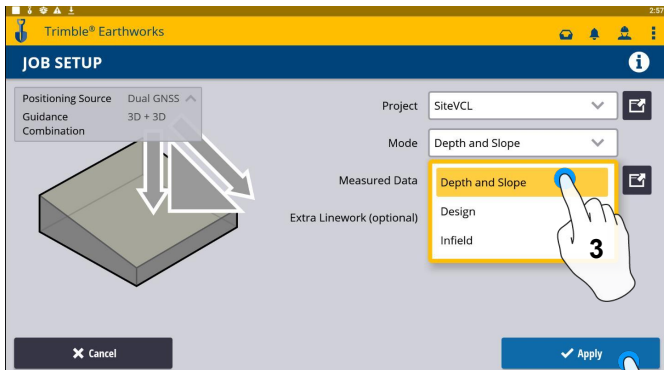 2:57
Trimble® Earthworks
JOB SETUP
Positioning Source Dual GNSS
Guidance Combination 3D + 3D
Project SiteVCL
Mode Depth and Slope
Measured Data
Depth and Slope
Design
Infield
Extra Linework (optional)
3
Cancel
Apply